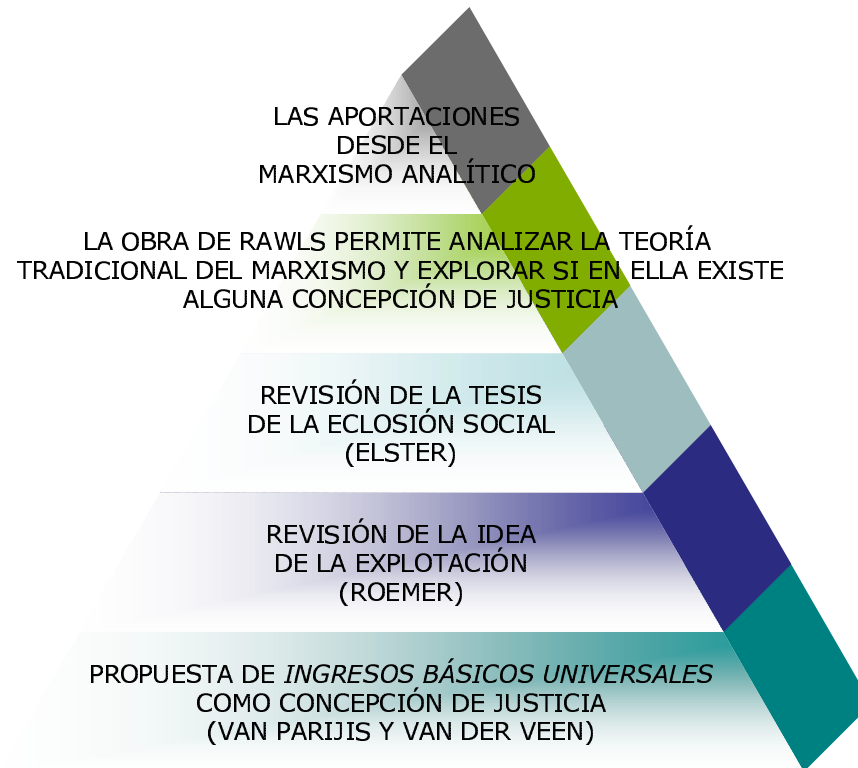 LAS APORTACIONES
DESDE EL
MARXISMO ANALÍTICO
LA OBRA DE RAWLS PERMITE ANALIZAR LA TEORÍA
TRADICIONAL DEL MARXISMO Y EXPLORAR SI EN ELLA EXISTE
ALGUNA CONCEPCIÓN DE JUSTICIA
REVISIÓN DE LA TESIS
DE LA ECLOSIÓN SOCIAL
(ELSTER)
REVISIÓN DE LA IDEA
DE LA EXPLOTACIÓN
(ROEMER)
PROPUESTA DE INGRESOS BÁSICOS UNIVERSALES
COMO CONCEPCIÓN DE JUSTICIA
(VAN PARIJIS Y VAN DER VEEN)